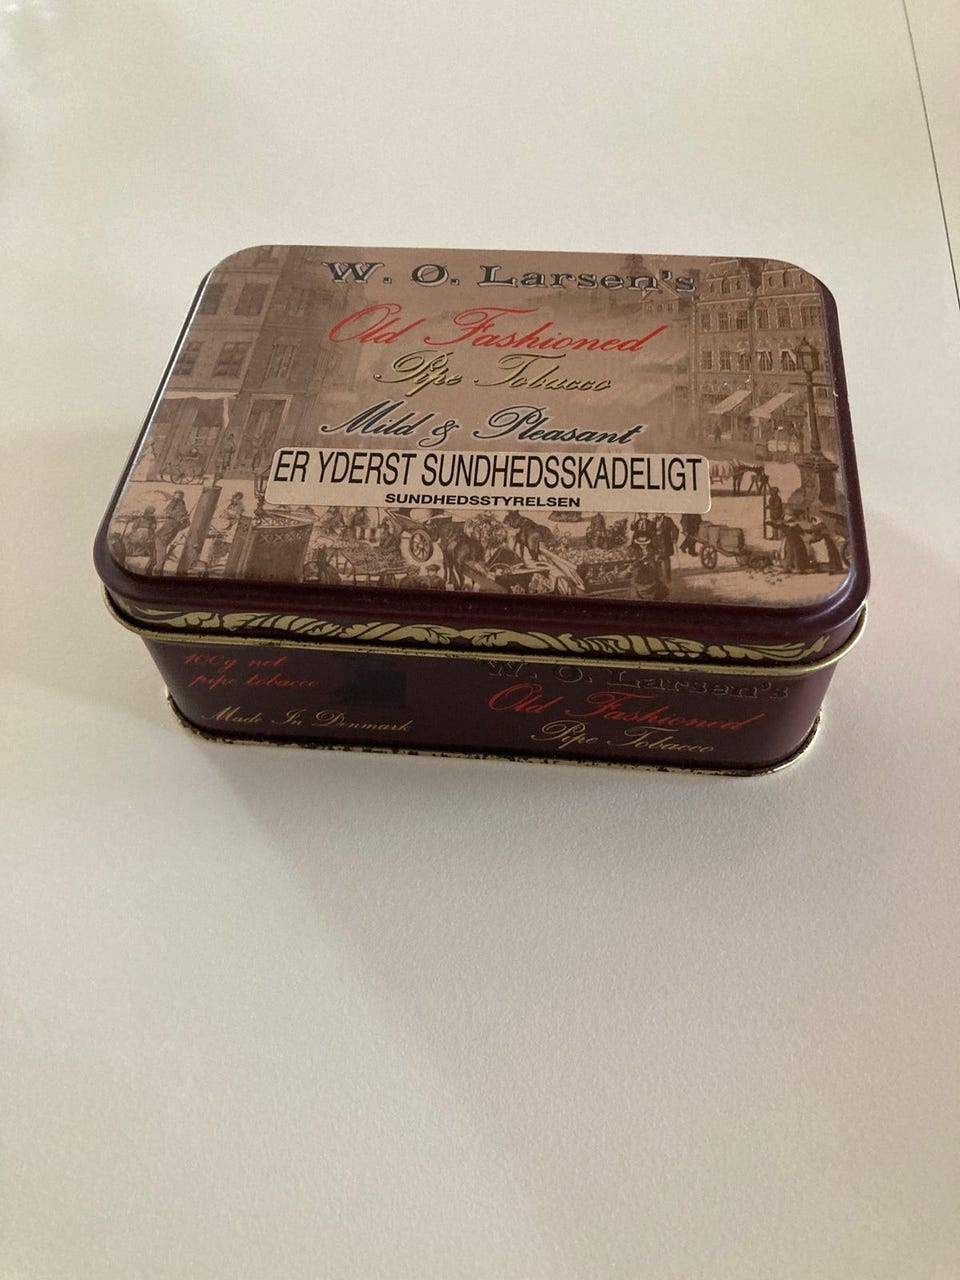 W. Ø. Larsen's
Old Fashioned
Pipe Tobacco
Mild & Pleasant
ER YDERST SUNDHEDSSKADELIGT
SUNDHEDSSTYRELSEN
100g net
pipe tobacco
Made In Denmark
W. Ø. Larsen's
Old Fashioned
Pipe Tobacco